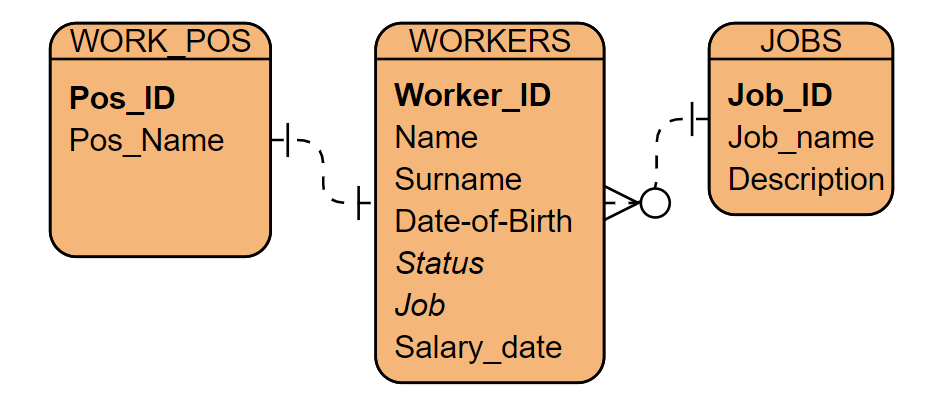 WORK_POS
Pos_ID
Pos_Name
WORKERS
Worker_ID
Name
Surname
Date-of-Birth
Status
Job
Salary_date
JOBS
Job_ID
Job_name
Description